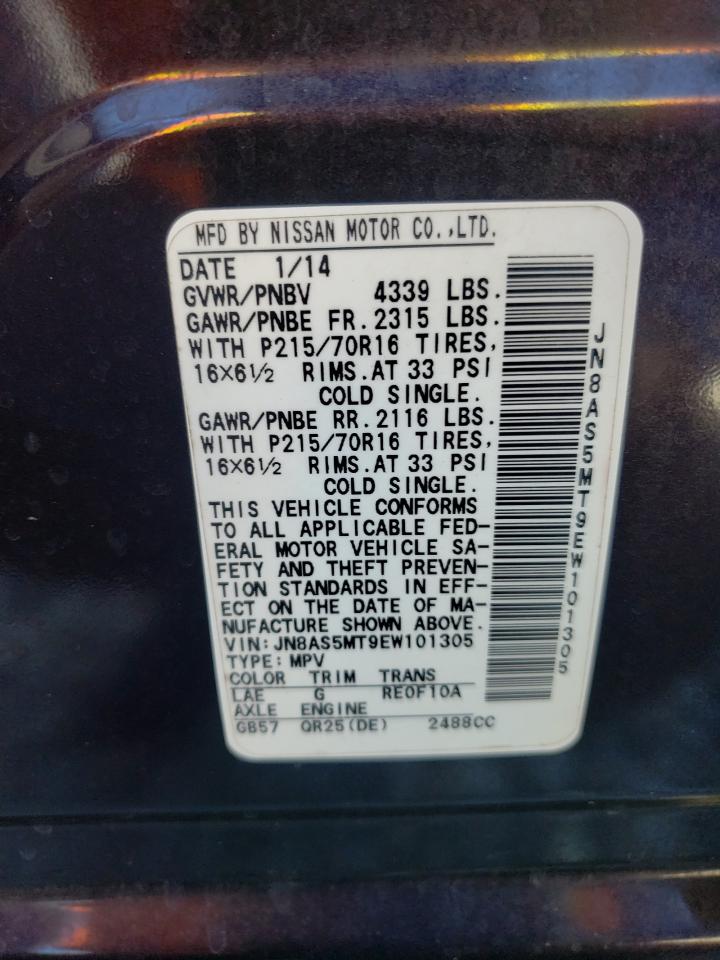 MFD BY NISSAN MOTOR CO.,LTD.
DATE 1/14
GVWR/PNBV 4339 LBS.
GAWR/PNBE FR.2315 LBS.
WITH P215/70R16 TIRES,
16X6½ RIMS.AT 33 PSI
COLD SINGLE.
GAWR/PNBE RR.2116 LBS.
WITH P215/70R16 TIRES,
16X6½ RIMS.AT 33 PSI
COLD SINGLE.
THIS VEHICLE CONFORMS
TO ALL APPLICABLE FED-
ERAL MOTOR VEHICLE SA-
FETY AND THEFT PREVEN-
TION STANDARDS IN EFF-
ECT ON THE DATE OF MA-
NUFACTURE SHOWN ABOVE.
VIN:JN8AS5MT9EW101305
TYPE:MPV
COLOR TRIM TRANS
LAE G RE0F10A
AXLE ENGINE
GB57 QR25(DE) 2488CC
JN8AS5MT9EW101305